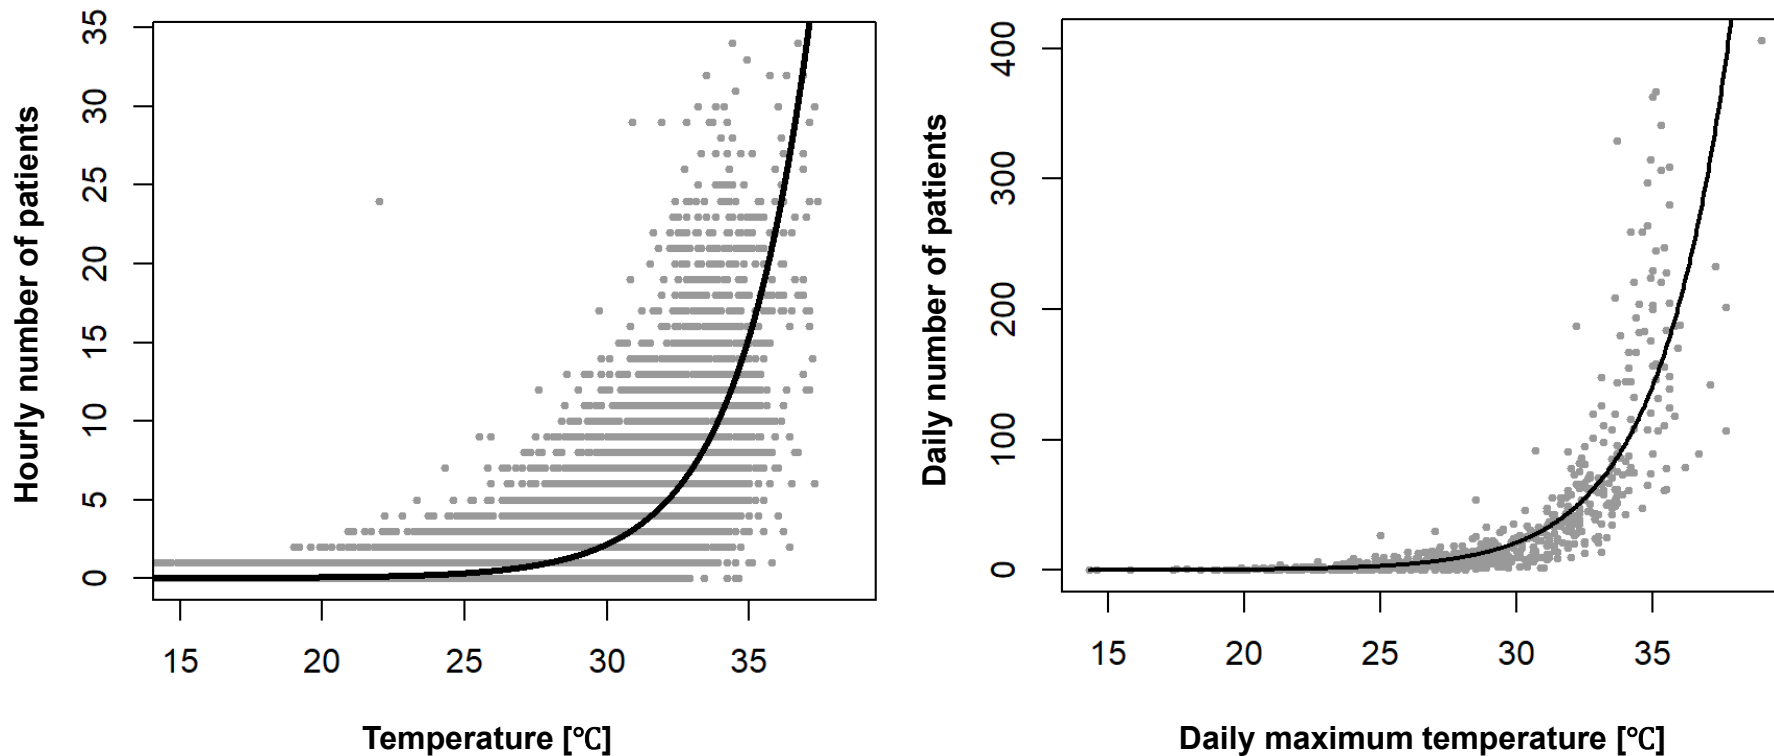 Hourly number of patients
35
30
25
20
15
10
5
0
15 20 25 30 35
Temperature [℃]
Daily number of patients
400
300
200
100
0
15 20 25 30 35
Daily maximum temperature [℃]